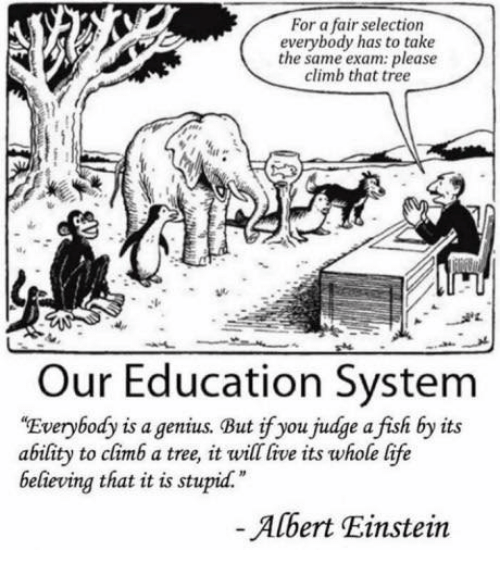 For a fair selection
everybody has to take
the same exam: please
climb that tree
Our Education System
"Everybody is a genius. But if you judge a fish by its
ability to climb a tree, it will live its whole life
believing that it is stupid."
- Albert Einstein